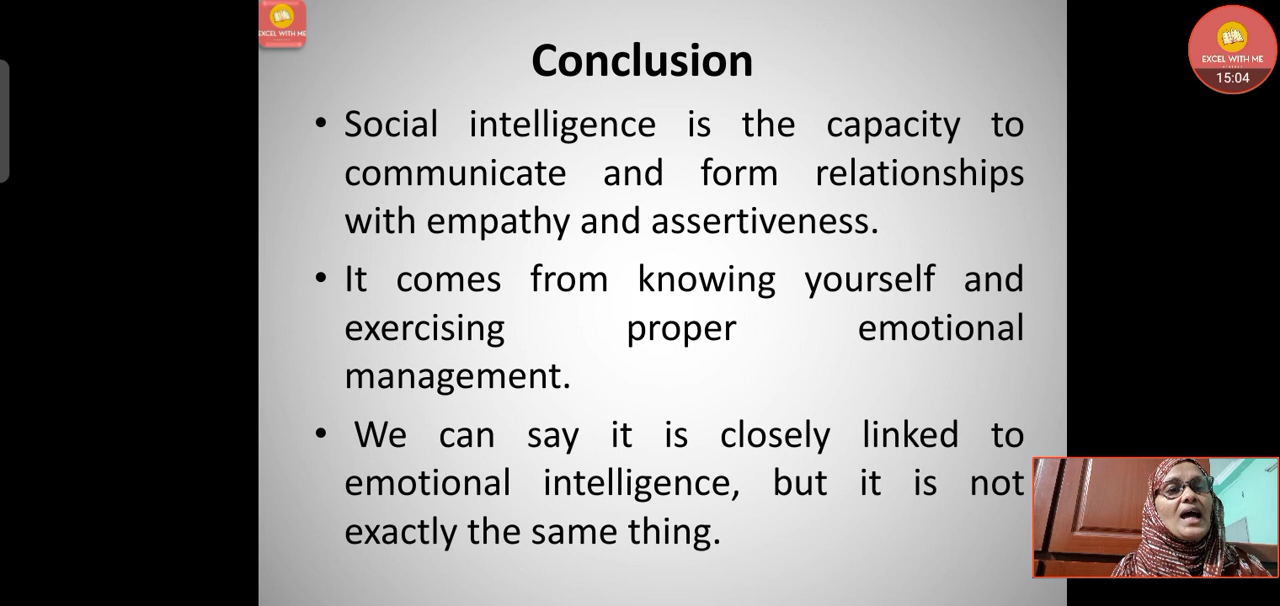 EXCEL WITH ME
EXCEL WITH ME
15:04
Conclusion
• Social intelligence is the capacity to
communicate and form relationships
with empathy and assertiveness.
• It comes from knowing yourself and
exercising proper emotional
management.
• We can say it is closely linked to
emotional intelligence, but it is not
exactly the same thing.